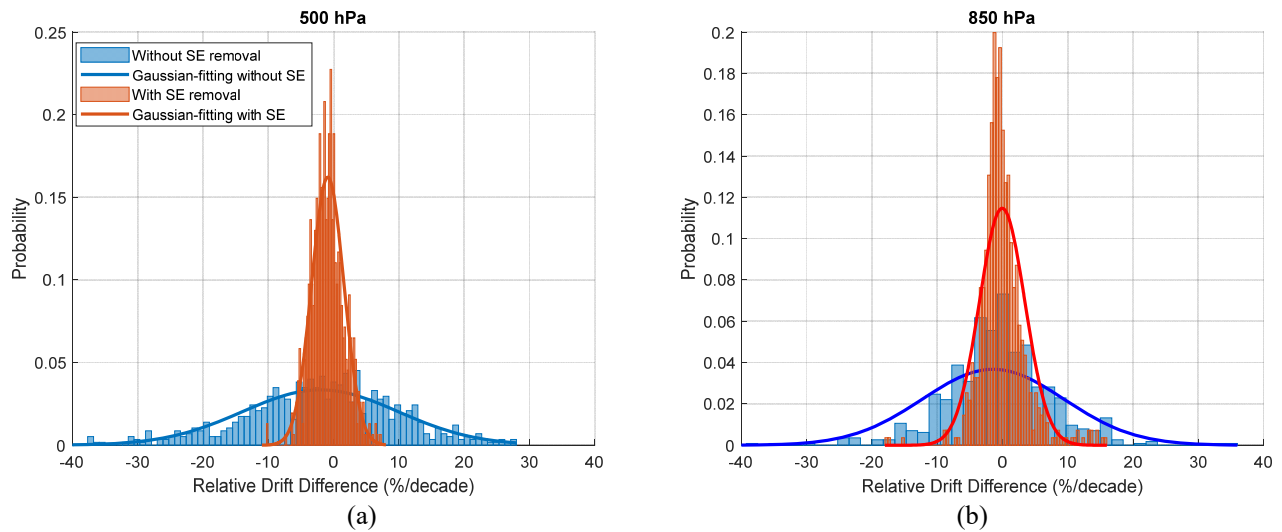 500 hPa
0.25
0.2
0.15
0.1
0.05
0
Probability
Without SE removal
Gaussian-fitting without SE
With SE removal
Gaussian-fitting with SE
-40 -30 -20 -10 0 10 20 30 40
Relative Drift Difference (%/decade)
(a)
850 hPa
0.2
0.18
0.16
0.14
0.12
0.1
0.08
0.06
0.04
0.02
0
Probability
-40 -30 -20 -10 0 10 20 30 40
Relative Drift Difference (%/decade)
(b)